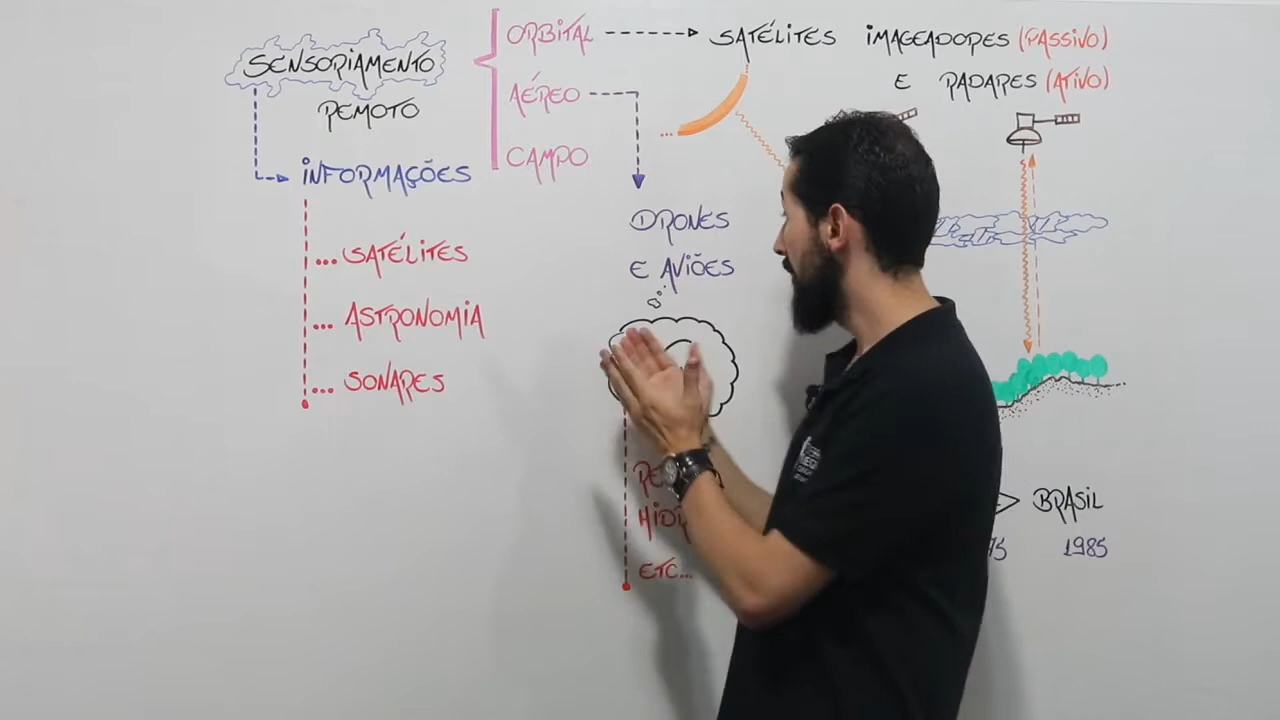 SENSORIAMENTO
REMOTO
INFORMAÇÕES
... SATÉLITES
... ASTRONOMIA
... SONARES
ORBITAL
AÉREO
CAMPO
SATÉLITES IMAGEADORES (PASSIVO)
E RADARES (ATIVO)
DRONES
E AVIÕES
ETC...
BRASIL
1985